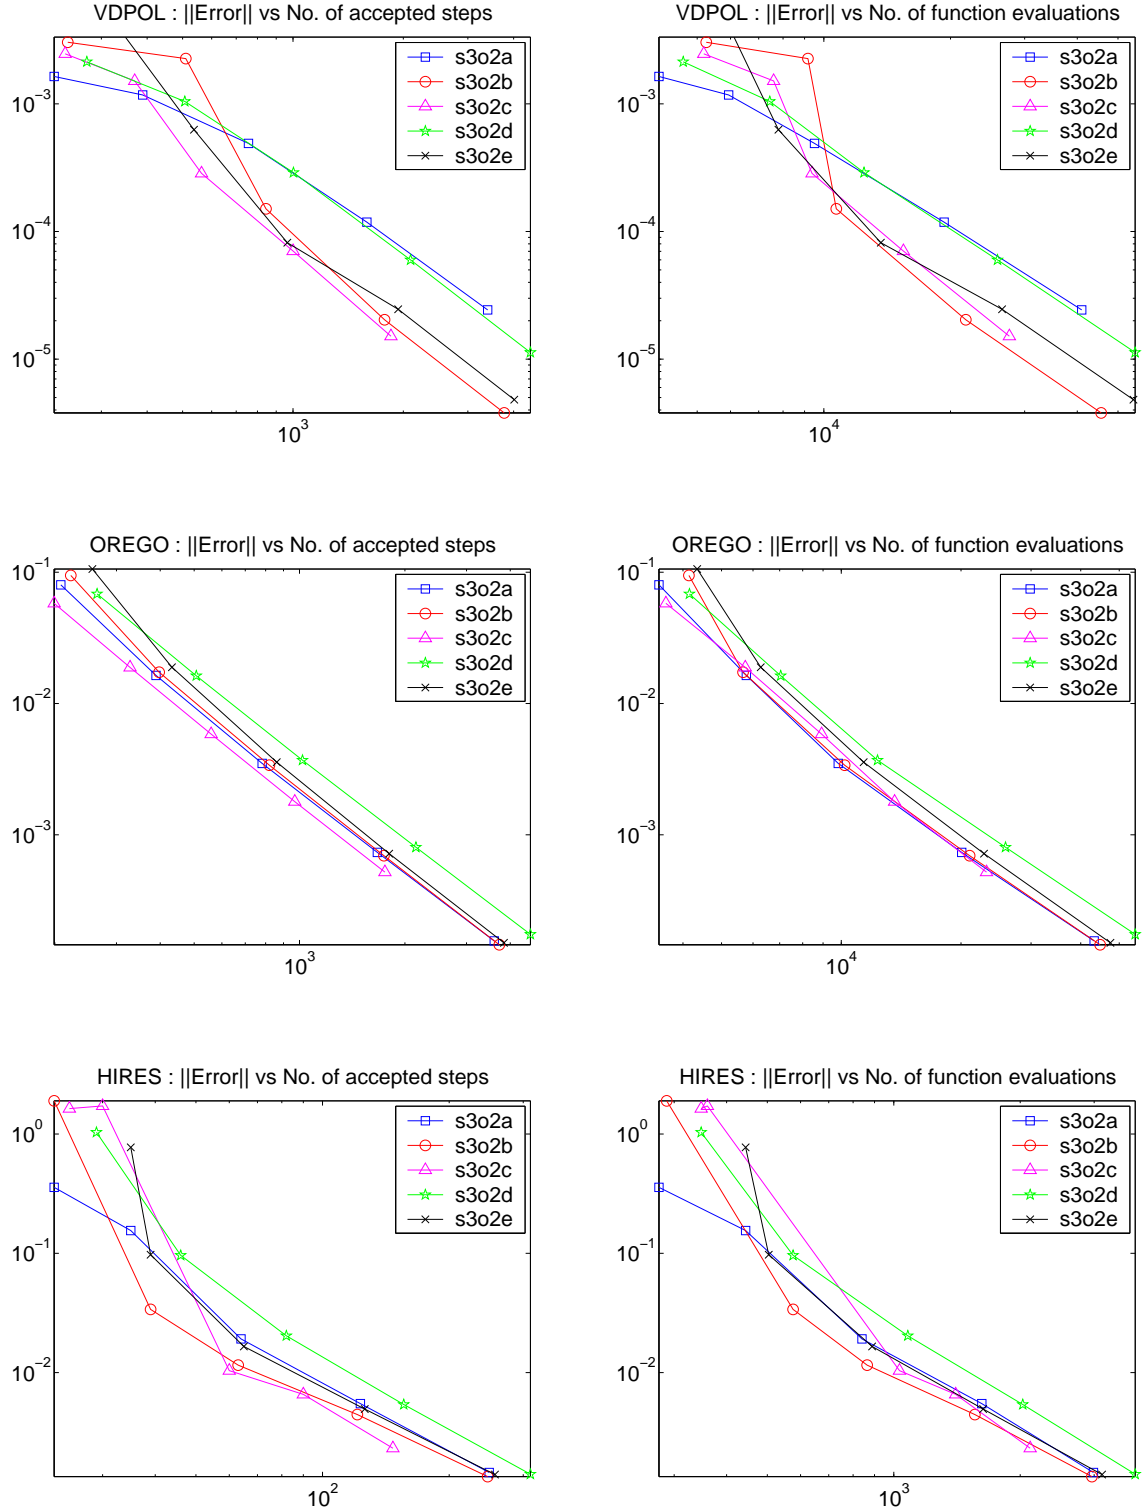 VDPOL : ||Error|| vs No. of accepted steps
s3o2a
s3o2b
s3o2c
s3o2d
s3o2e
10^-3
10^-4
10^-5
10^3
VDPOL : ||Error|| vs No. of function evaluations
s3o2a
s3o2b
s3o2c
s3o2d
s3o2e
10^-3
10^-4
10^-5
10^4
OREGO : ||Error|| vs No. of accepted steps
s3o2a
s3o2b
s3o2c
s3o2d
s3o2e
10^-1
10^-2
10^-3
10^3
OREGO : ||Error|| vs No. of function evaluations
s3o2a
s3o2b
s3o2c
s3o2d
s3o2e
10^-1
10^-2
10^-3
10^4
HIRES : ||Error|| vs No. of accepted steps
s3o2a
s3o2b
s3o2c
s3o2d
s3o2e
10^0
10^-1
10^-2
10^2
HIRES : ||Error|| vs No. of function evaluations
s3o2a
s3o2b
s3o2c
s3o2d
s3o2e
10^0
10^-1
10^-2
10^3